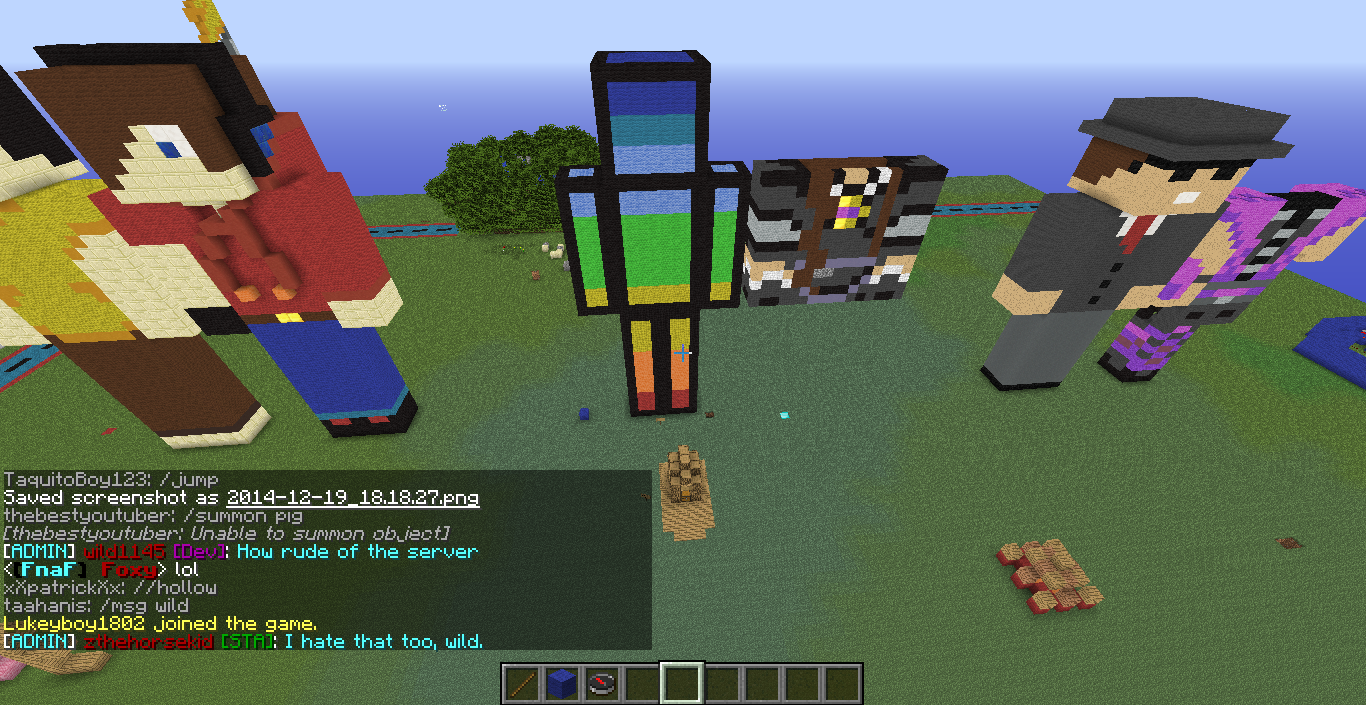 TaquitoBoy123: /jump
Saved screenshot as 2014-12-19_18.18.27.png
thebestyoutuber: /summon pig
[thebestyoutuber: Unable to summon object]
[ADMIN] wild1145 [Dev]: How rude of the server
<[FnaF] Foxy> lol
xXpatrickXx: //hollow
taahanis: /msg wild
Lukeyboy1802 joined the game.
[ADMIN] zthehorsekid [STA]: I hate that too, wild.